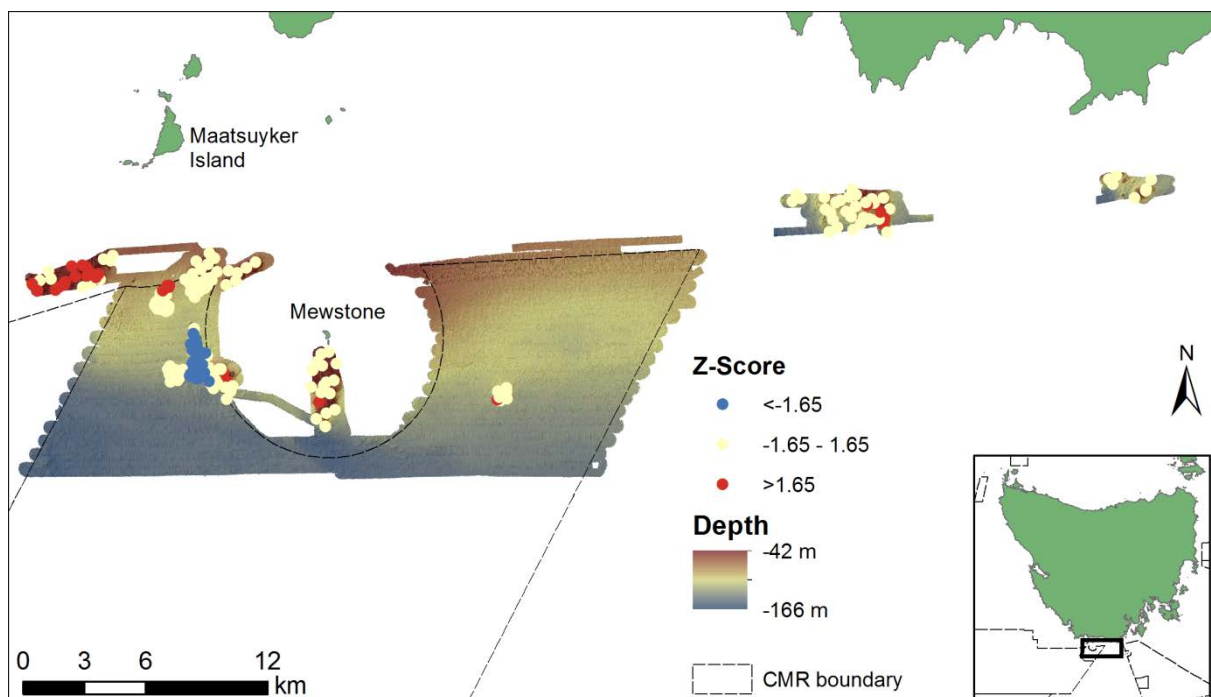 Maatsuyker
Island
Mewstone
N
Z-Score
<-1.65
-1.65 - 1.65
>1.65
Depth
-42 m
-166 m
CMR boundary
0 3 6 12
km